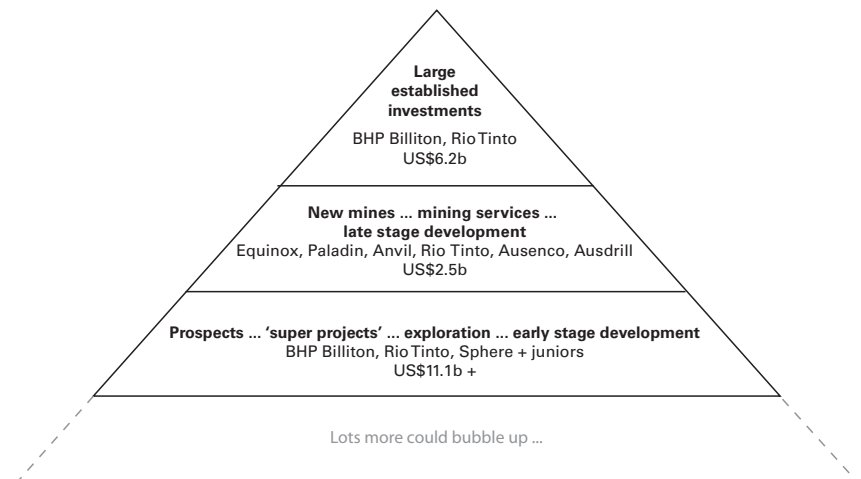 Large
established
investments
BHP Billiton, Rio Tinto
US$6.2b
New mines ... mining services ...
late stage development
Equinox, Paladin, Anvil, Rio Tinto, Ausenco, Ausdrill
US$2.5b
Prospects ... ‘super projects’ ... exploration ... early stage development
BHP Billiton, Rio Tinto, Sphere + juniors
US$11.1b +
Lots more could bubble up ...